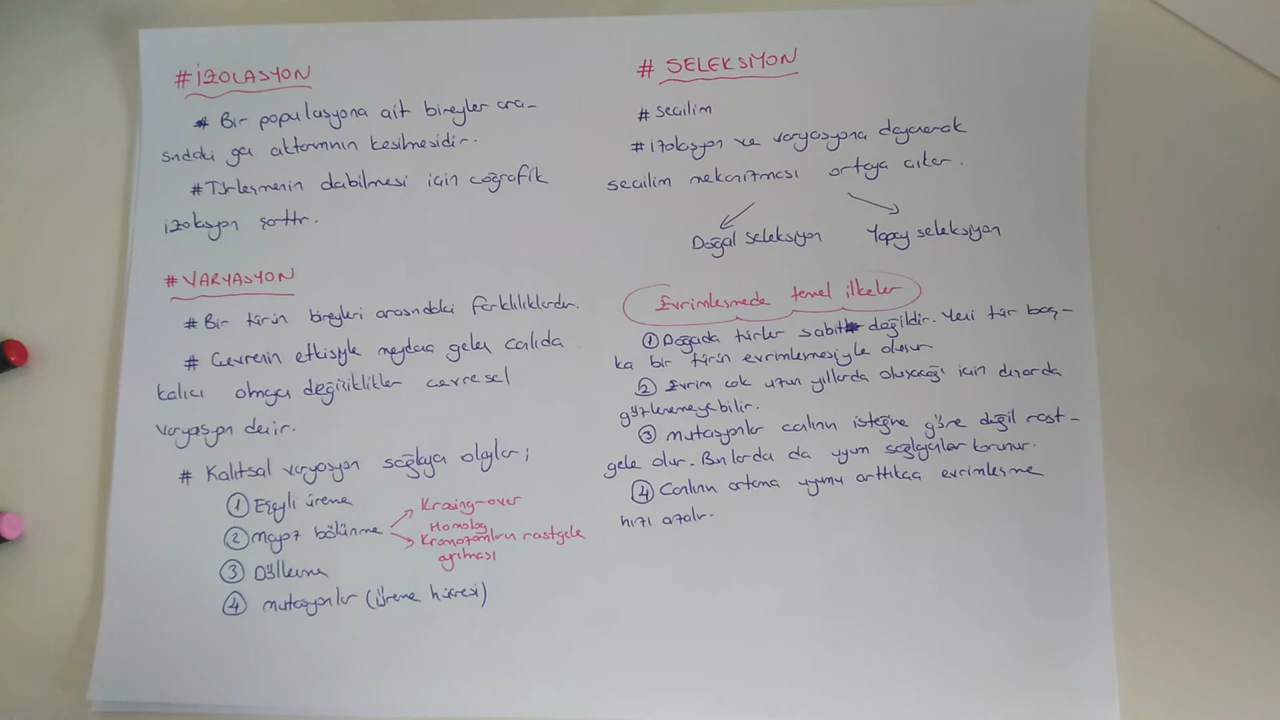 #İZOLASYON
# Bir populasyona ait bireyler ara-
sındaki gen aktarımının kesilmesidir.
#Türleşmenin olabilmesi için coğrafik
izolasyon şarttır.
#VARYASYON
# Bir türün bireyleri arasındaki farklılıklardır.
# Çevrenin etkisiyle meydana gelen canlıda
kalıcı olmayan değişiklikler çevresel
varyasyon denir.
# Kalıtsal varyasyon sağlayan olaylar;
① Eşeyli üreme
② mayoz bölünme
Krosing-over
Homolog
Kromozomların rastgele
ayrılması
③ Döllenme
④ mutasyonlar (üreme hücresi)
# SELEKSİYON
# seçilim
# izolasyon ve varyasyona dayanarak
seçilim mekanizması ortaya çıkar.
Doğal seleksiyon
Yapay seleksiyon
Evrimleşmede temel ilkeler
① Doğada türler sabit değildir. Yeni tür baş-
ka bir türün evrimleşmesiyle oluşur
② Evrim çok uzun yıllarda oluşacağı için
gözlenemeyebilir.
③ mutasyonlar canlının isteğine göre değil rast-
gele olur. Bunlarda da uyum sağlayanlar korunur.
④ Canlının ortama uyumu arttıkça evrimleşme
hızı azalır.